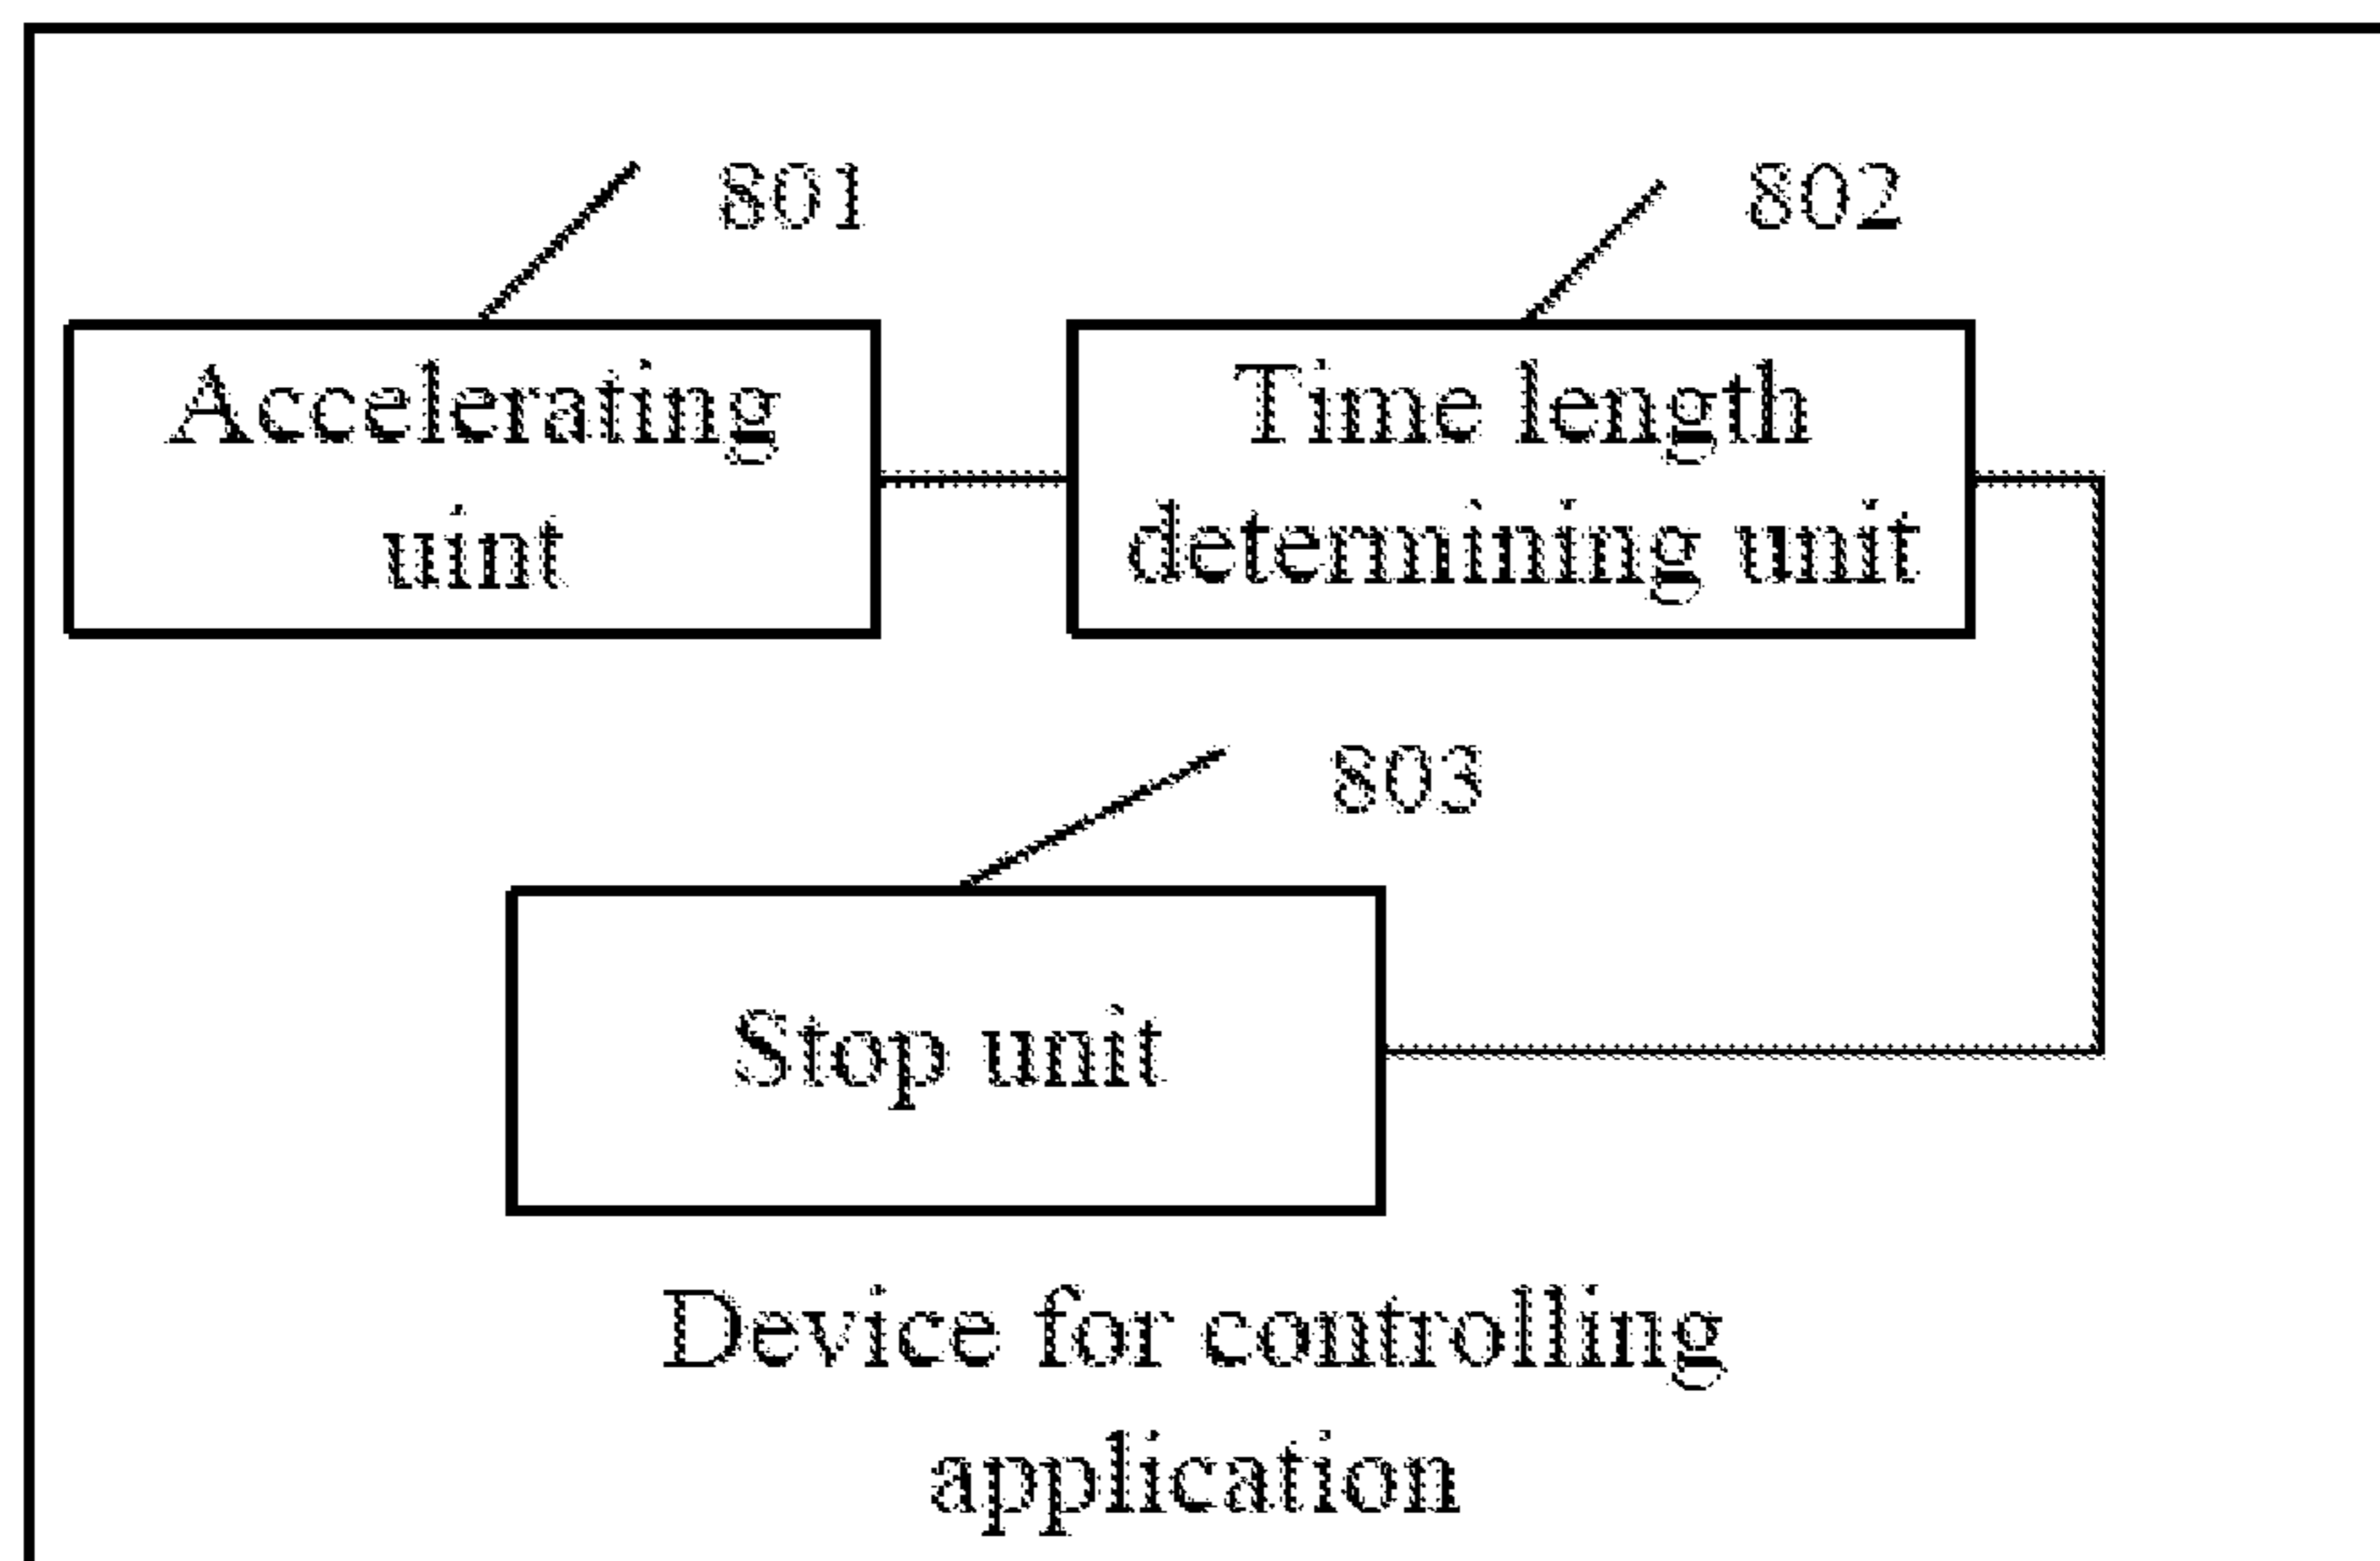 801
802
Accelerating
uint
Time length
determining unit
803
Stop unit
Device for controlling
application